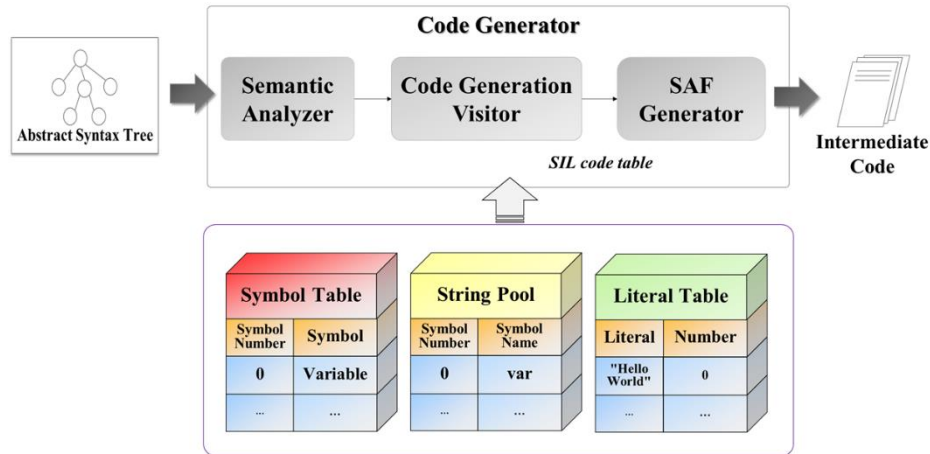 Code Generator
Abstract Syntax Tree
Semantic
Analyzer
Code Generation
Visitor
SAF
Generator
SIL code table
Intermediate
Code
Symbol Table
Symbol
Number
Symbol
0
Variable
...
...
String Pool
Symbol
Number
Symbol
Name
0
var
...
...
Literal Table
Literal
Number
"Hello
World"
0
...
...